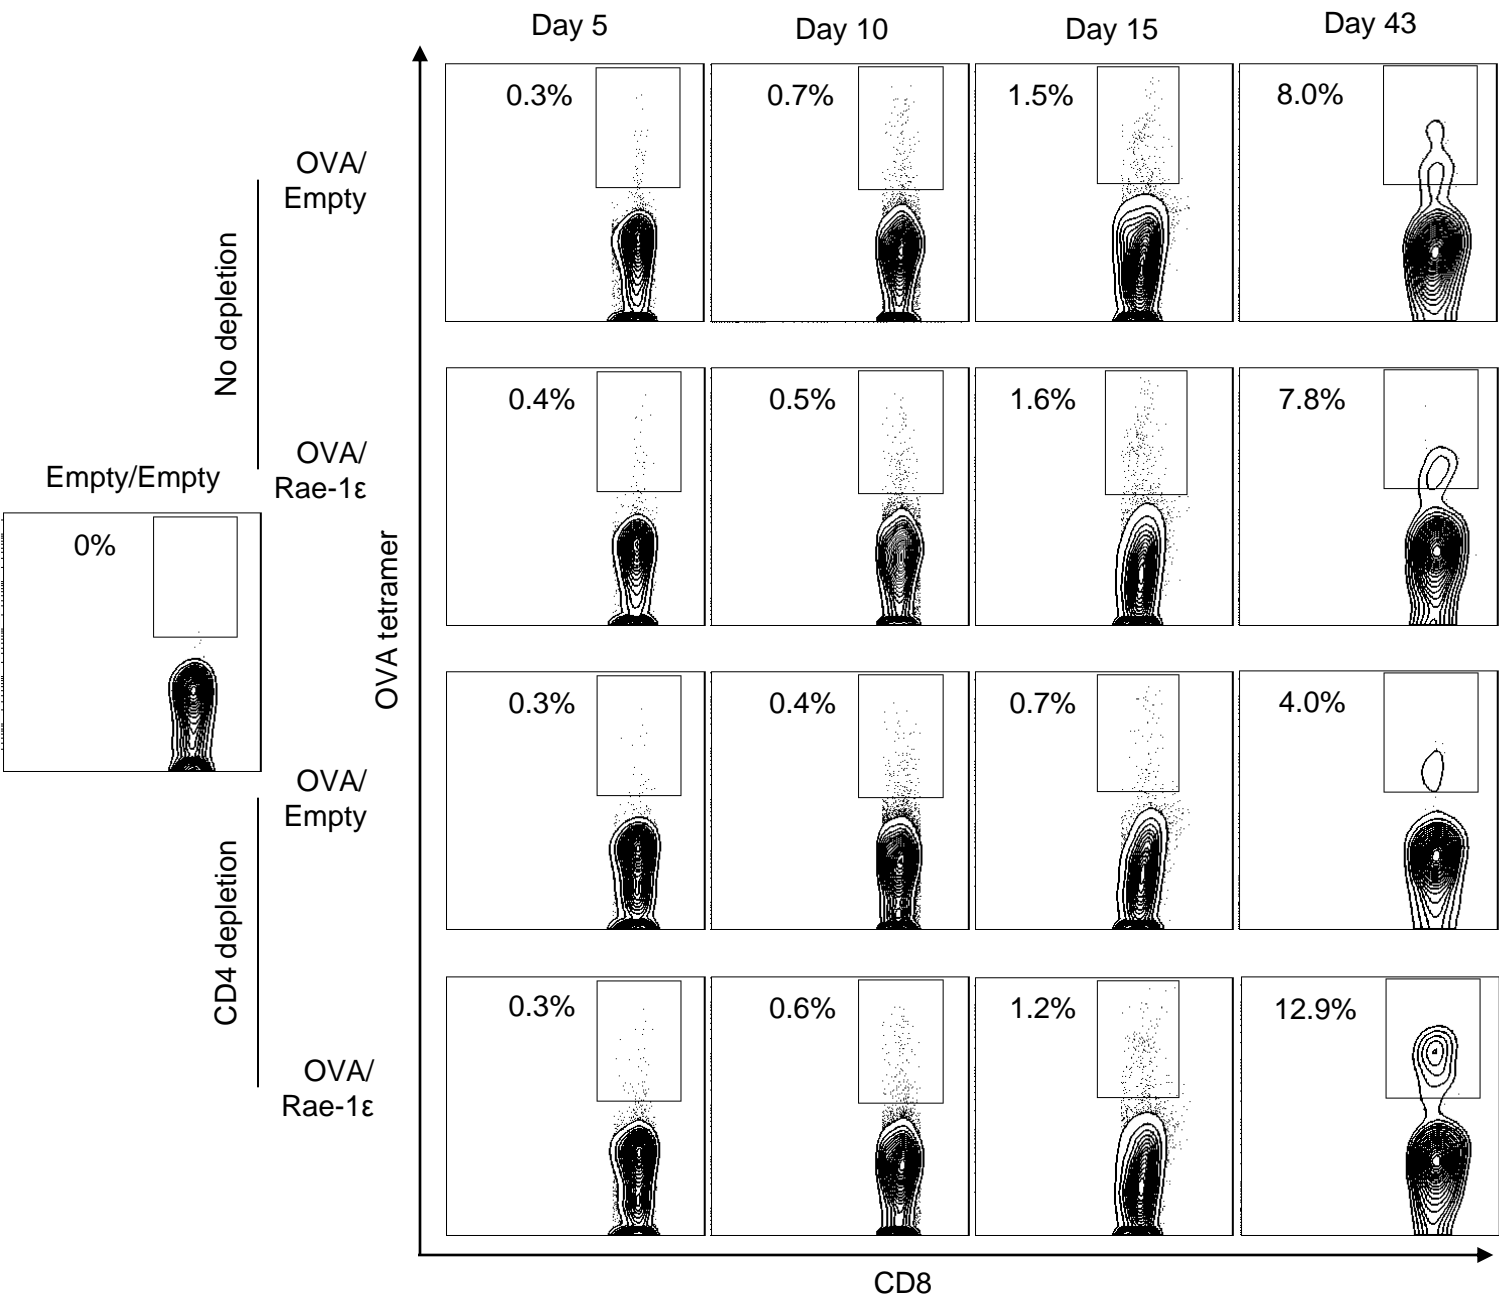 Day 5
Day 10
Day 15
Day 43
No depletion
OVA/
Empty
0.3%
0.7%
1.5%
8.0%
OVA/
Rae-1ε
0.4%
0.5%
1.6%
7.8%
Empty/Empty
0%
OVA tetramer
CD4 depletion
OVA/
Empty
0.3%
0.4%
0.7%
4.0%
OVA/
Rae-1ε
0.3%
0.6%
1.2%
12.9%
CD8